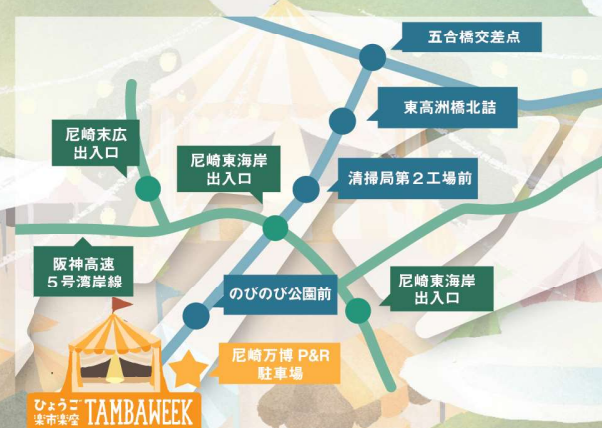 五合橋交差点
東高洲橋北詰
尼崎末広
出入口
尼崎東海岸
出入口
清掃局第２工場前
阪神高速
５号湾岸線
のびのび公園前
尼崎東海岸
出入口
尼崎万博 P&R
駐車場
ひょうご
楽市楽座 TAMBAWEEK